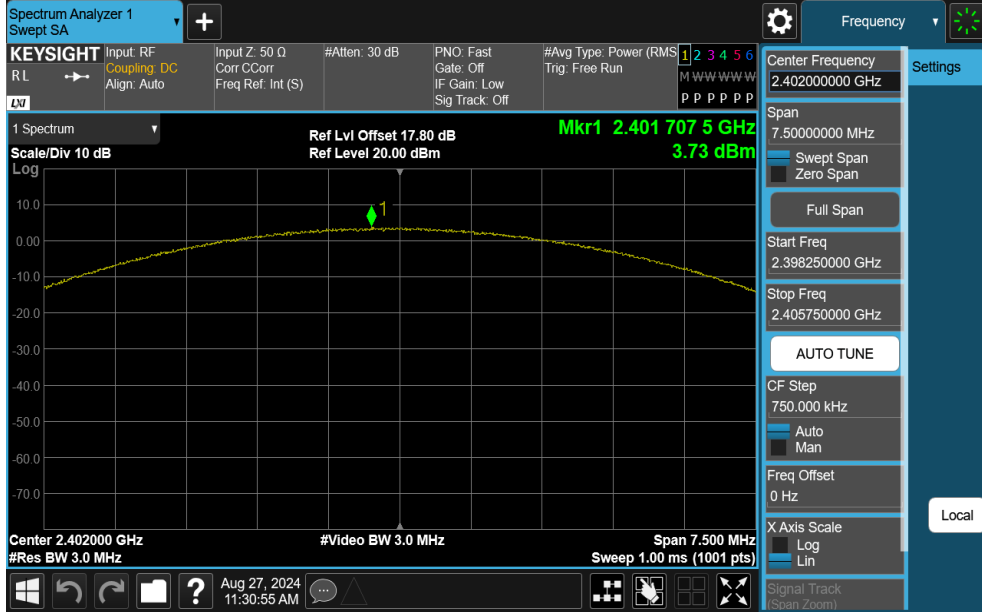 Spectrum Analyzer 1
Swept SA
Frequency
KEYSIGHT
R L
LXI
Input: RF
Coupling: DC
Align: Auto
Input Z: 50 Ω
Corr CCorr
Freq Ref: Int (S)
#Atten: 30 dB
PNO: Fast
Gate: Off
IF Gain: Low
Sig Track: Off
#Avg Type: Power (RMS
Trig: Free Run
1 2 3 4 5 6
M W W W W W
P P P P P P
Center Frequency
2.402000000 GHz
Settings
Span
7.50000000 MHz
Swept Span
Zero Span
Full Span
Start Freq
2.398250000 GHz
Stop Freq
2.405750000 GHz
AUTO TUNE
CF Step
750.000 kHz
Auto
Man
Freq Offset
0 Hz
X Axis Scale
Log
Lin
Signal Track
(Span Zoom)
Local
1 Spectrum
Scale/Div 10 dB
Log
Ref Lvl Offset 17.80 dB
Ref Level 20.00 dBm
Mkr1 2.401 707 5 GHz
3.73 dBm
1
10.0
0.00
-10.0
-20.0
-30.0
-40.0
-50.0
-60.0
-70.0
Center 2.402000 GHz
#Res BW 3.0 MHz
#Video BW 3.0 MHz
Span 7.500 MHz
Sweep 1.00 ms (1001 pts)
?
Aug 27, 2024
11:30:55 AM